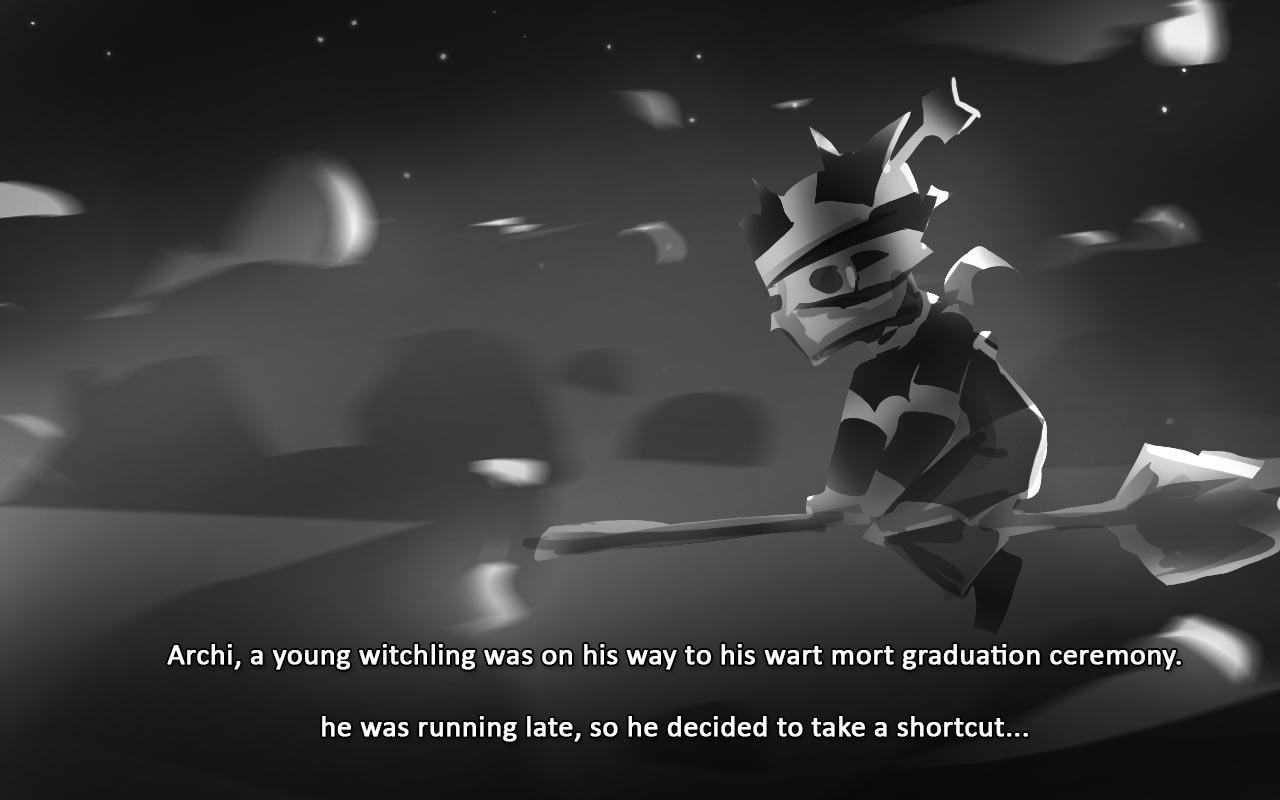 Archi, a young witchling was on his way to his wart mort graduation ceremony.
he was running late, so he decided to take a shortcut...